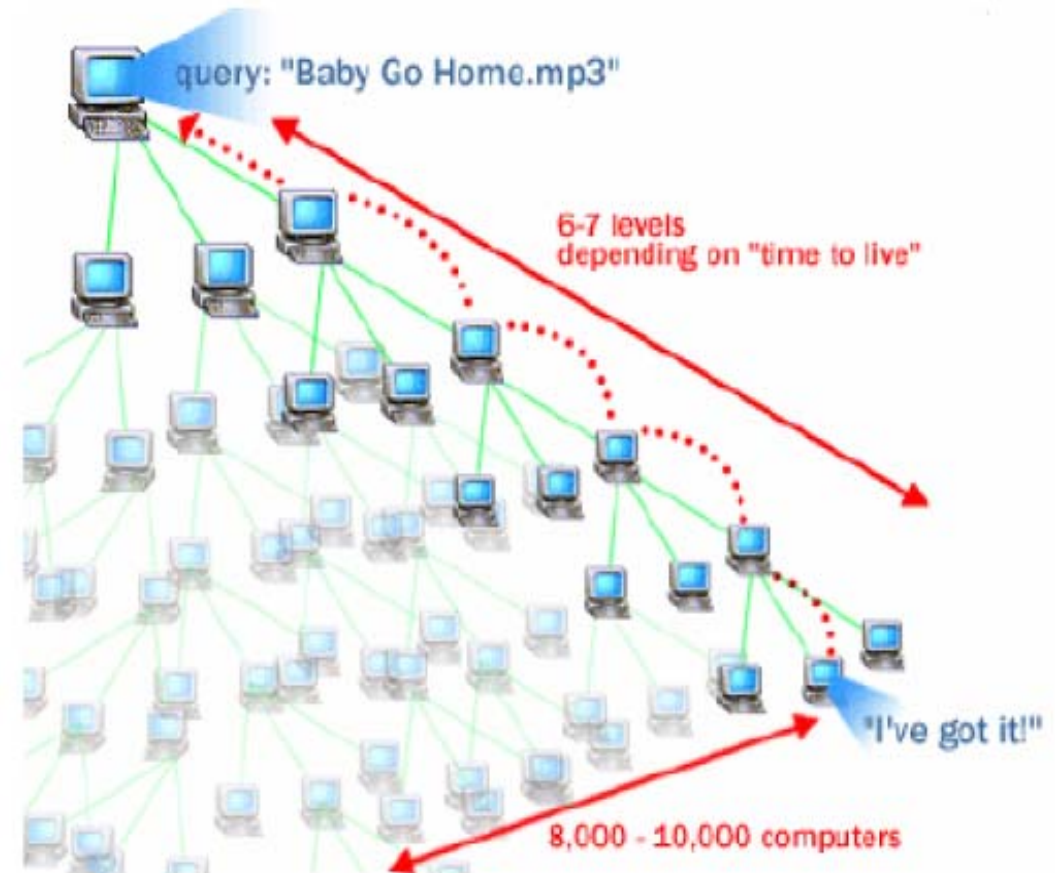 query: "Baby Go Home.mp3"
6-7 levels
depending on "time to live"
"I've got it!"
8,000 - 10,000 computers